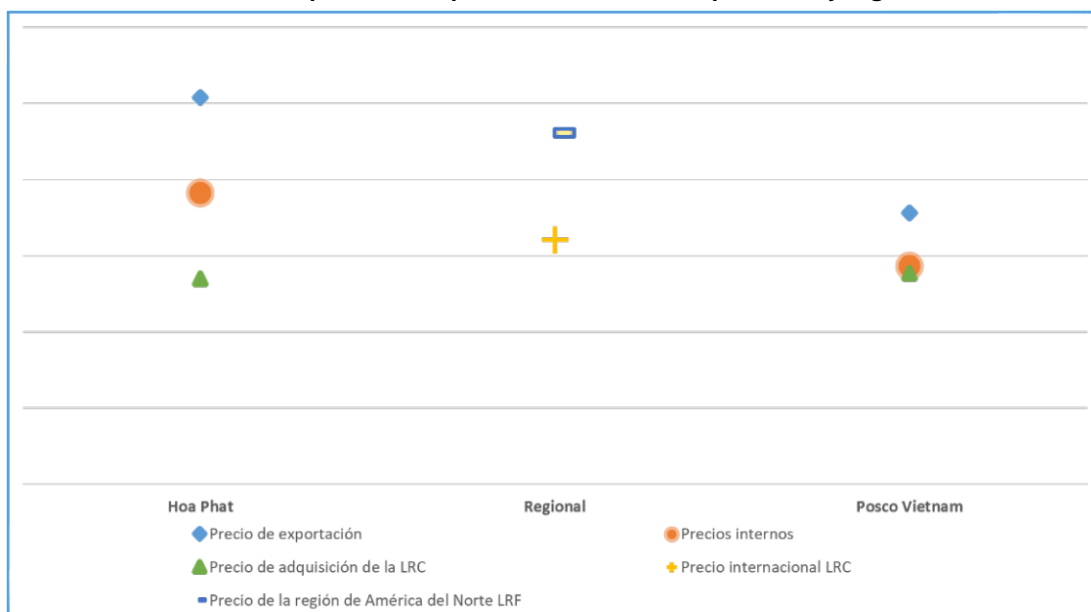 Hoa Phat Regional Posco Vietnam
Precio de exportación Precios internos
Precio de adquisición de la LRC Precio internacional LRC
Precio de la región de América del Norte LRF